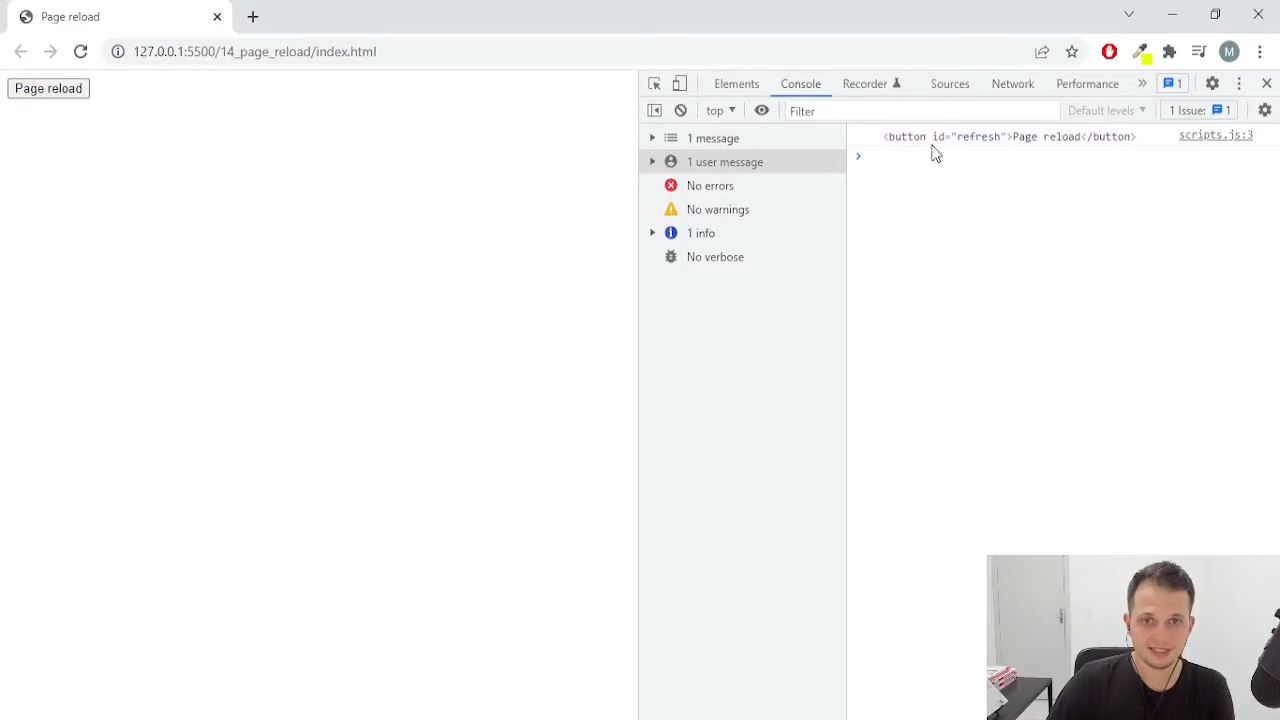 Page reload
127.0.0.1:5500/14_page_reload/index.html
M
Page reload
Elements Console Recorder Sources Network Performance 1
top Filter Default levels 1 Issue: 1
1 message
1 user message
No errors
No warnings
1 info
No verbose
<button id="refresh">Page reload</button> scripts.js:3